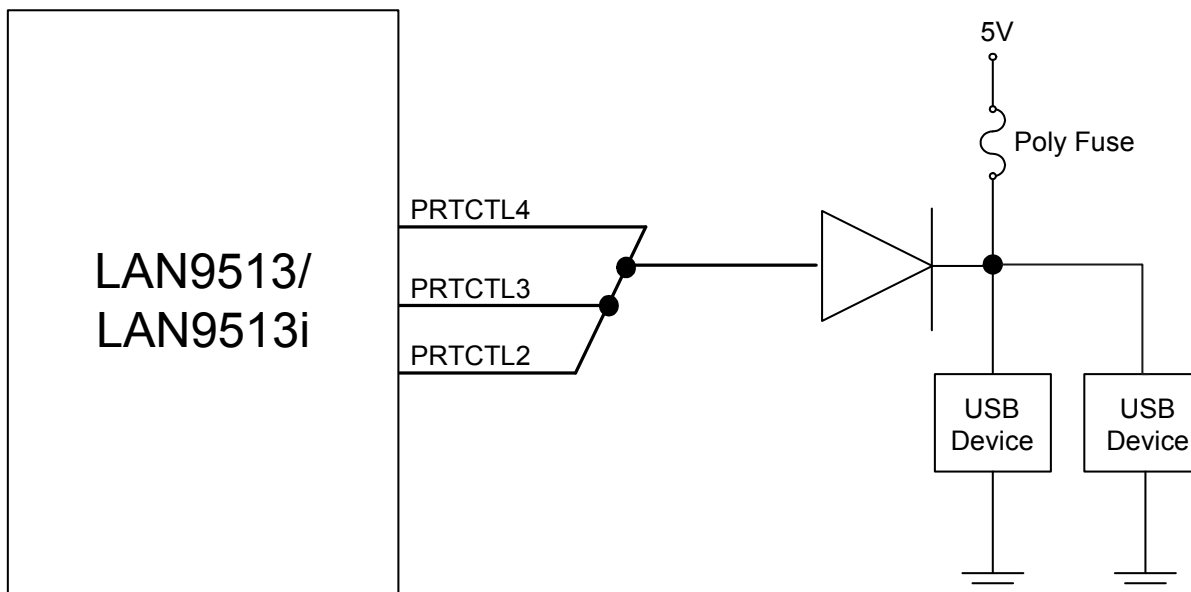 5V
Poly Fuse
PRTCTL4
LAN9513/
LAN9513i
PRTCTL3
PRTCTL2
USB
Device
USB
Device